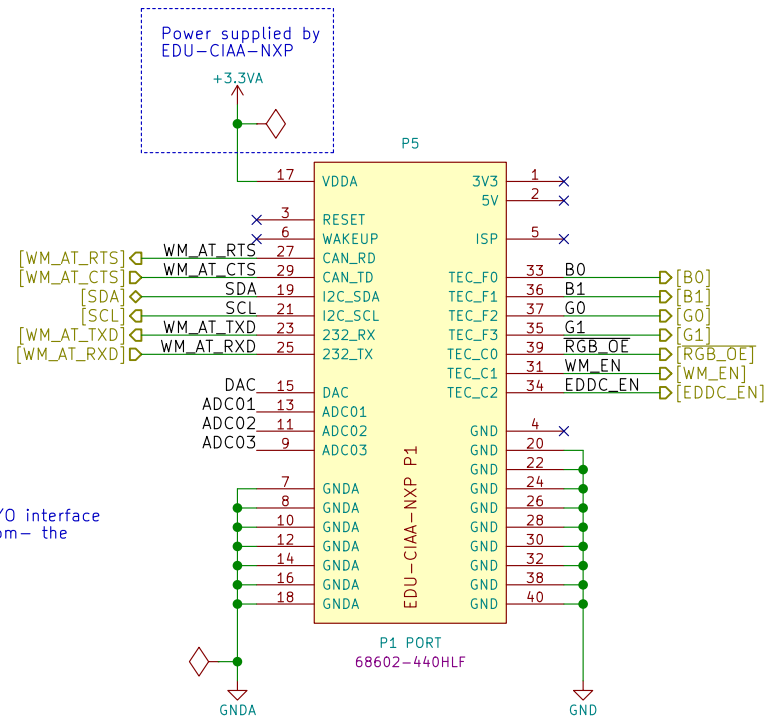 Power supplied by
EDU-CIAA-NXP
+3.3VA
P5
17 VDDA 3V3 1
5V 2
3 RESET
6 WAKEUP ISP 5
[WM_AT_RTS] WM_AT_RTS 27 CAN_RD
[WM_AT_CTS] WM_AT_CTS 29 CAN_TD TEC_F0 33 B0 [B0]
[SDA] SDA 19 I2C_SDA TEC_F1 36 B1 [B1]
[SCL] SCL 21 I2C_SCL TEC_F2 37 G0 [G0]
[WM_AT_TXD] WM_AT_TXD 23 232_RX TEC_F3 35 G1 [G1]
[WM_AT_RXD] WM_AT_RXD 25 232_TX TEC_C0 39 RGB_OE [RGB_OE]
TEC_C1 31 WM_EN [WM_EN]
DAC 15 DAC TEC_C2 34 EDDC_EN [EDDC_EN]
ADC01 13 ADC01
ADC02 11 ADC02 GND 4
ADC03 9 ADC03 GND 20
GND 22
7 GNDA GND 24
8 GNDA GND 26
10 GNDA GND 28
12 GNDA GND 30
14 GNDA GND 32
16 GNDA GND 38
18 GNDA GND 40
EDU-CIAA-NXP P1
/O interface
om- the
P1 PORT
68602-440HLF
GNDA
GND